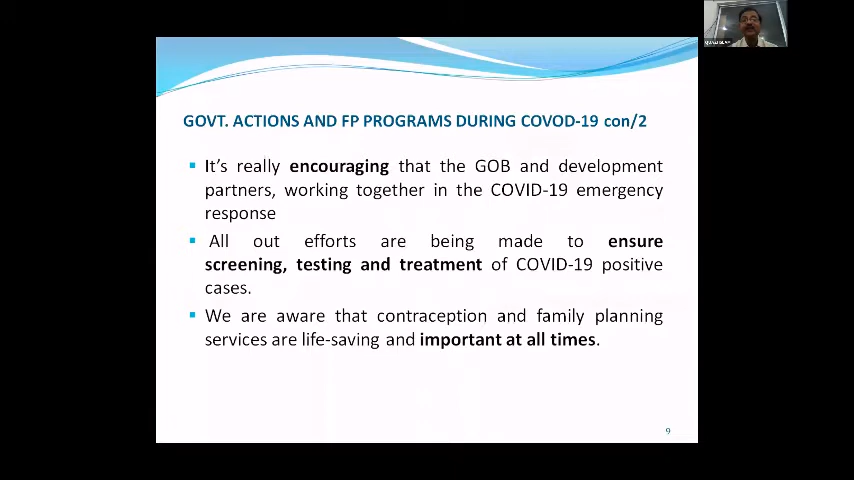 GOVT. ACTIONS AND FP PROGRAMS DURING COVOD-19 con/2
▪ It's really encouraging that the GOB and development
partners, working together in the COVID-19 emergency
response
▪ All out efforts are being made to ensure
screening, testing and treatment of COVID-19 positive
cases.
▪ We are aware that contraception and family planning
services are life-saving and important at all times.
9